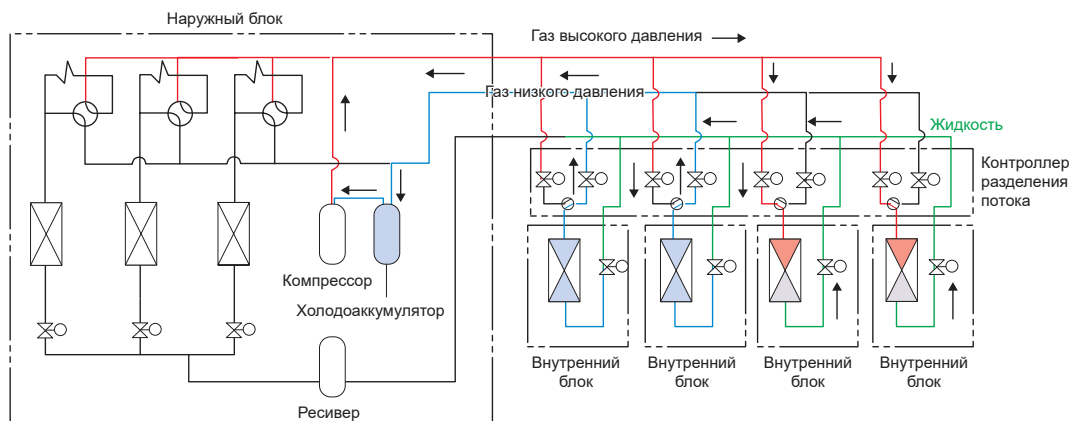 Наружный блок
Газ высокого давления
Газ низкого давления
Жидкость
Контроллер
разделения
потока
Компрессор
Холодоаккумулятор
Ресивер
Внутренний
блок
Внутренний
блок
Внутренний
блок
Внутренний
блок